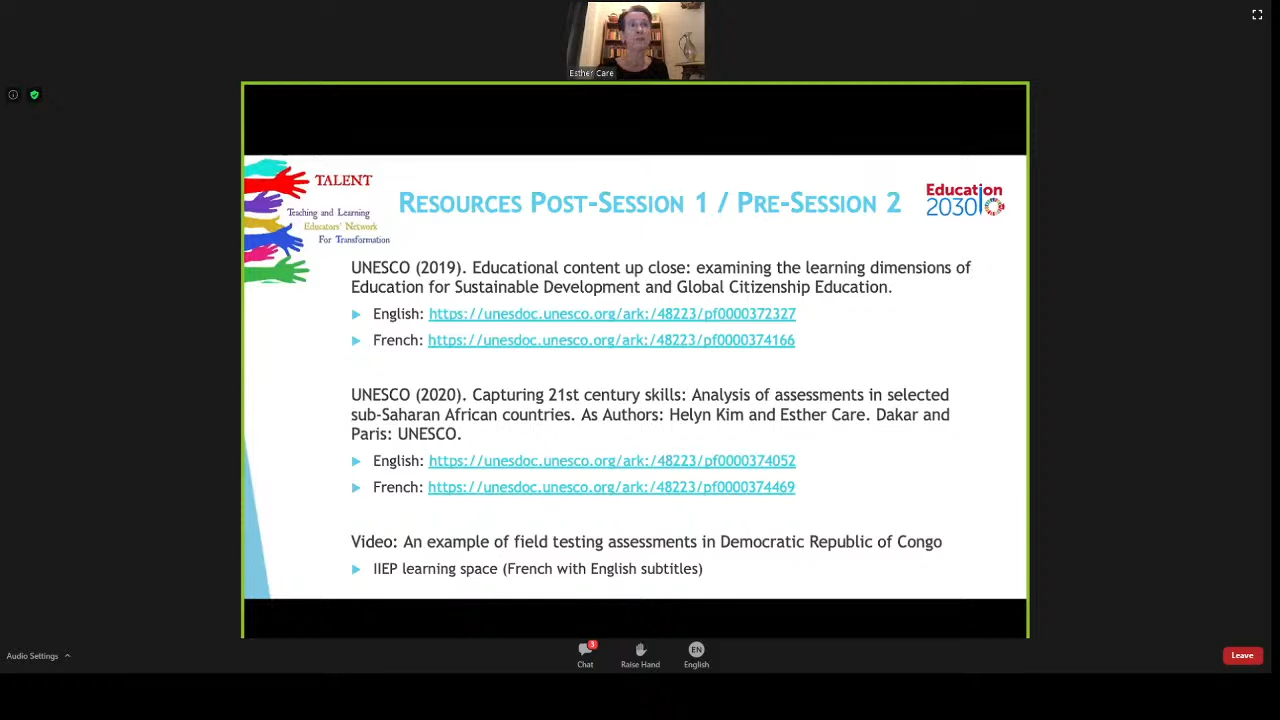 Esther Care
TALENT
Teaching and Learning
Educators' Network
For Transformation
RESOURCES POST-SESSION 1 / PRE-SESSION 2
Education
2030
UNESCO (2019). Educational content up close: examining the learning dimensions of
Education for Sustainable Development and Global Citizenship Education.
English: https://unesdoc.unesco.org/ark:/48223/pf0000372327
French: https://unesdoc.unesco.org/ark:/48223/pf0000374166
UNESCO (2020). Capturing 21st century skills: Analysis of assessments in selected
sub-Saharan African countries. As Authors: Helyn Kim and Esther Care. Dakar and
Paris: UNESCO.
English: https://unesdoc.unesco.org/ark:/48223/pf0000374052
French: https://unesdoc.unesco.org/ark:/48223/pf0000374469
Video: An example of field testing assessments in Democratic Republic of Congo
IIEP learning space (French with English subtitles)
3
EN
Audio Settings
Chat
Raise Hand
English
Leave